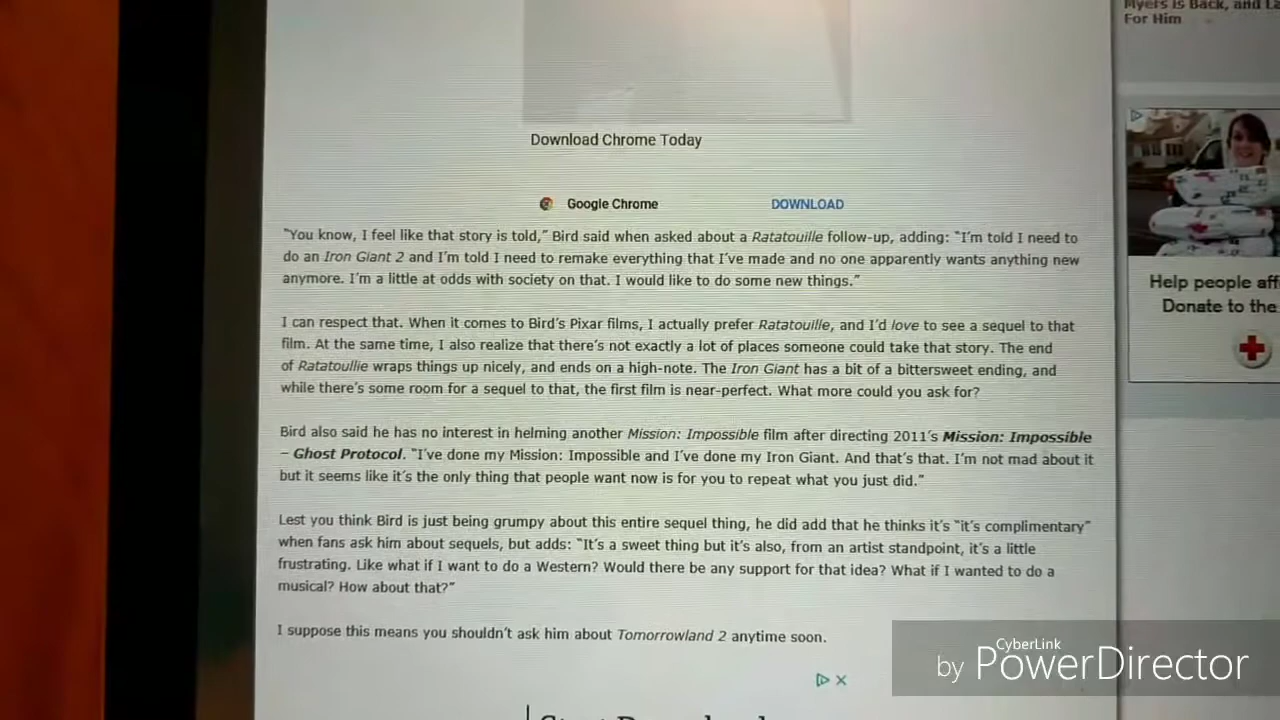 Myers is Back, and
For Him
Download Chrome Today
Google Chrome DOWNLOAD
"You know, I feel like that story is told," Bird said when asked about a Ratatouille follow-up, adding: "I'm told I need to
do an Iron Giant 2 and I'm told I need to remake everything that I've made and no one apparently wants anything new
anymore. I'm a little at odds with society on that. I would like to do some new things."
I can respect that. When it comes to Bird's Pixar films, I actually prefer Ratatouille, and I'd love to see a sequel to that
film. At the same time, I also realize that there's not exactly a lot of places someone could take that story. The end
of Ratatoullie wraps things up nicely, and ends on a high-note. The Iron Giant has a bit of a bittersweet ending, and
while there's some room for a sequel to that, the first film is near-perfect. What more could you ask for?
Bird also said he has no interest in helming another Mission: Impossible film after directing 2011's Mission: Impossible
– Ghost Protocol. "I've done my Mission: Impossible and I've done my Iron Giant. And that's that. I'm not mad about it
but it seems like it's the only thing that people want now is for you to repeat what you just did."
Lest you think Bird is just being grumpy about this entire sequel thing, he did add that he thinks it's "it's complimentary"
when fans ask him about sequels, but adds: "It's a sweet thing but it's also, from an artist standpoint, it's a little
frustrating. Like what if I want to do a Western? Would there be any support for that idea? What if I wanted to do a
musical? How about that?"
I suppose this means you shouldn't ask him about Tomorrowland 2 anytime soon.
Help people aff
Donate to the
CyberLink
by PowerDirector